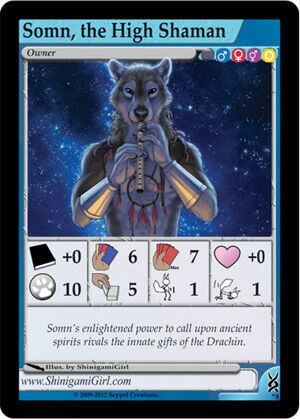 Somn, the High Shaman
Owner
+0 6 7 +0
Max
10 5 1 1
Somn's enlightened power to call upon ancient
spirits rivals the innate gifts of the Drachin.
Illus. by ShinigamiGirl
www.ShinigamiGirl.com
© 2009-2012 Seppel Creations.